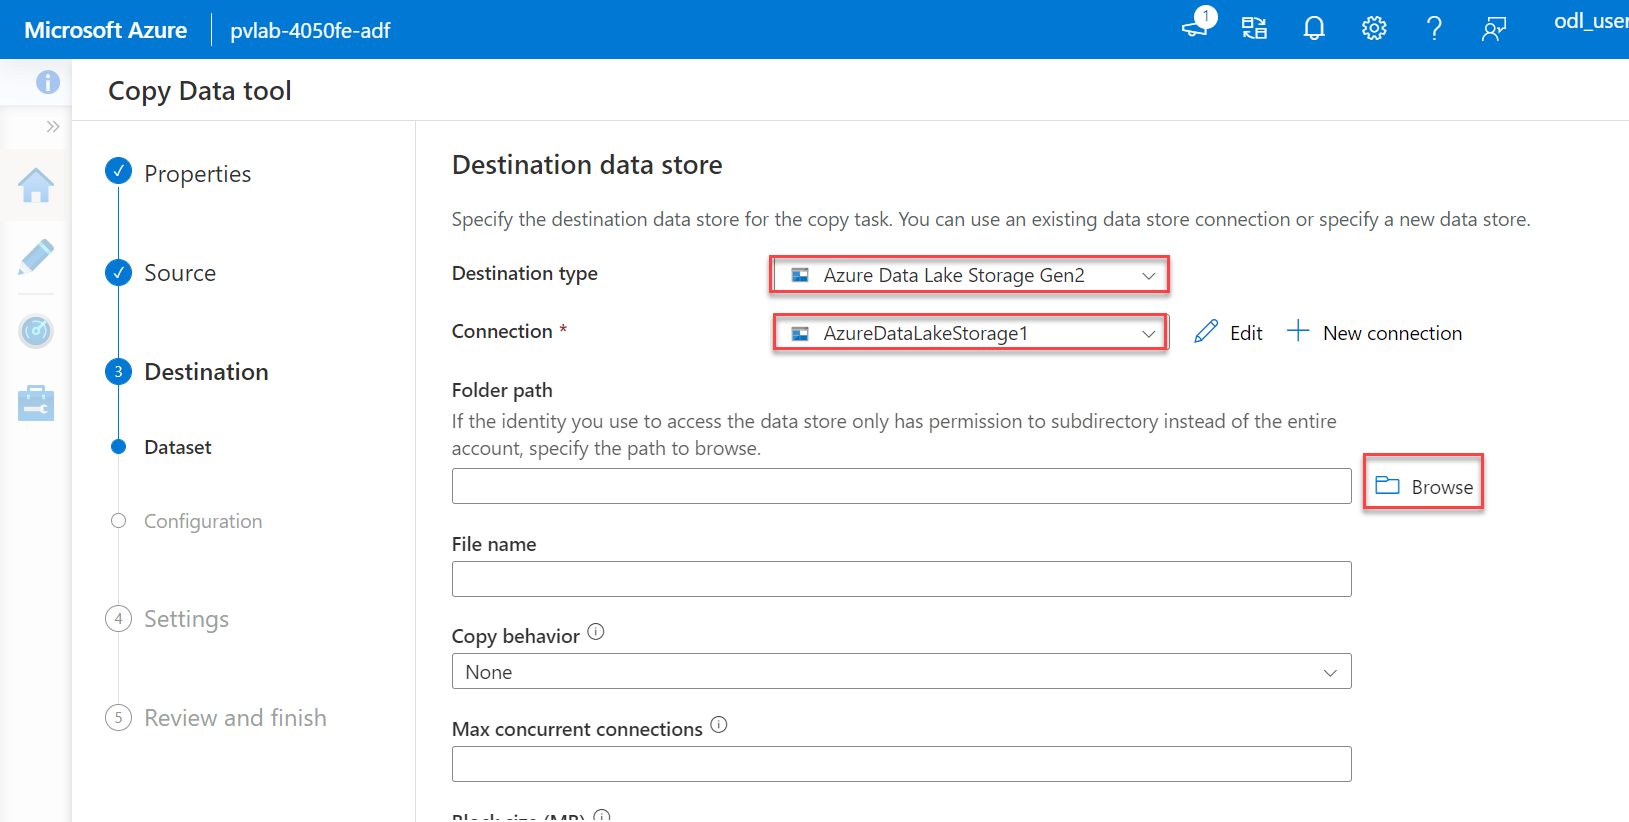 Microsoft Azure
pvlab-4050fe-adf
1
odl_user
Copy Data tool
Properties
Source
3 Destination
Dataset
Configuration
4 Settings
5 Review and finish
Destination data store
Specify the destination data store for the copy task. You can use an existing data store connection or specify a new data store.
Destination type
Azure Data Lake Storage Gen2
Connection *
AzureDataLakeStorage1
Edit
New connection
Folder path
If the identity you use to access the data store only has permission to subdirectory instead of the entire
account, specify the path to browse.
Browse
File name
Copy behavior
None
Max concurrent connections
Block size (MB)